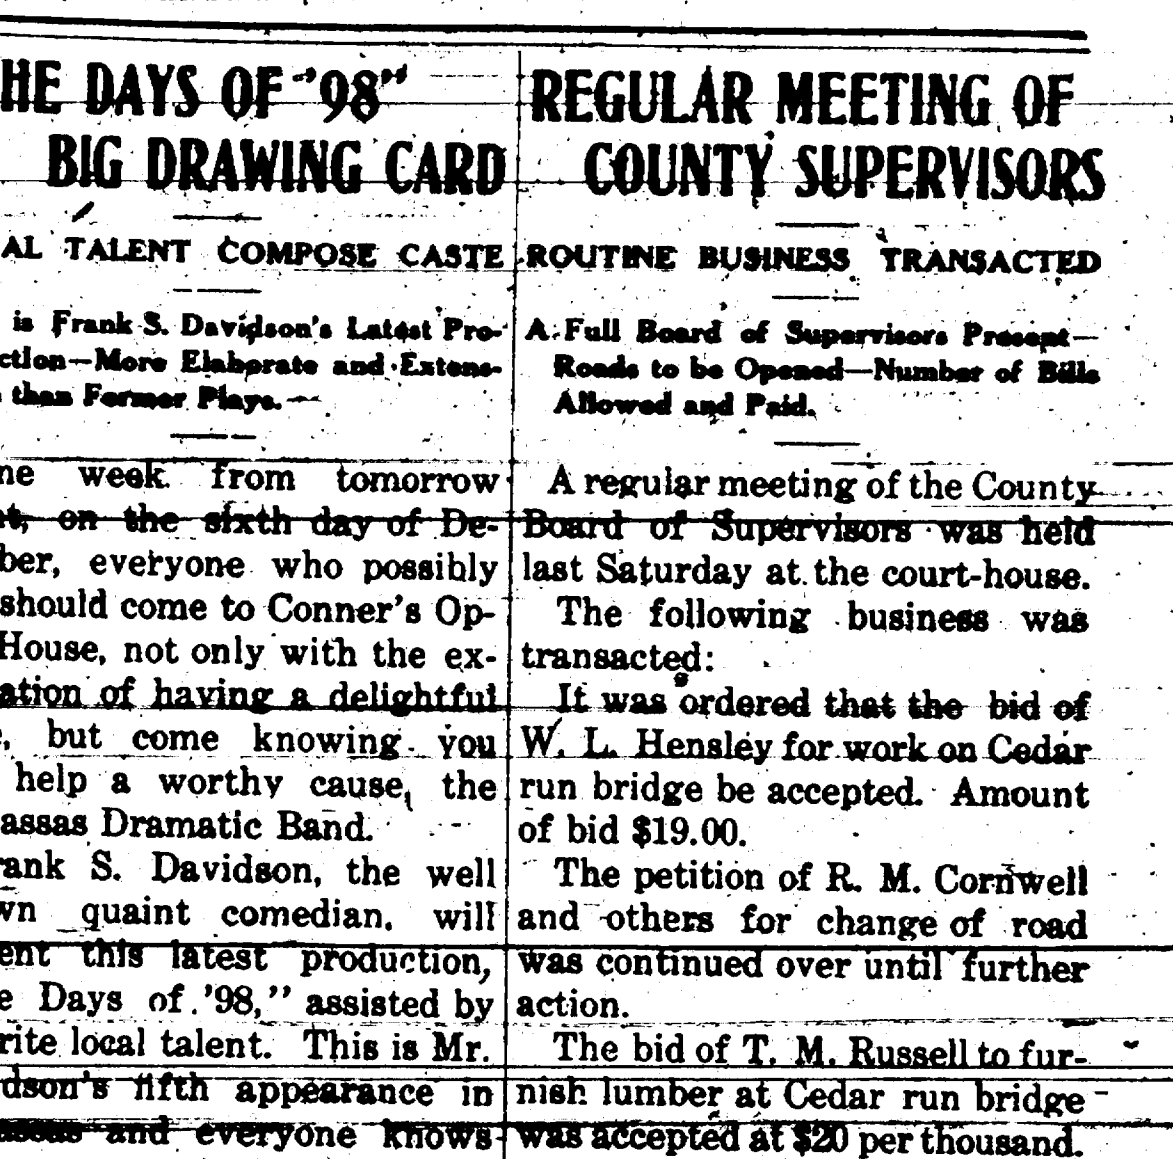 HE DAYS OF "'98"
BIG DRAWING CARD
AL TALENT COMPOSE CASTE
is Frank S. Davidson's Latest Pro-
ction—More Elaborate and Extens-
than Former Plays.—
ne week from tomorrow
ht, on the sixth day of De-
ber, everyone who possibly
should come to Conner's Op-
House, not only with the ex-
ation of having a delightful
e, but come knowing you
help a worthy cause, the
assas Dramatic Band.
rank S. Davidson, the well
wn quaint comedian, will
ent this latest production,
e Days of '98," assisted by
rite local talent. This is Mr.
dson's fifth appearance in
assas and everyone knows
REGULAR MEETING OF
COUNTY SUPERVISORS
ROUTINE BUSINESS TRANSACTED
A Full Board of Supervisors Present—
Roads to be Opened—Number of Bills
Allowed and Paid.
A regular meeting of the County
Board of Supervisors was held
last Saturday at the court-house.
The following business was
transacted:
It was ordered that the bid of
W. L. Hensley for work on Cedar
run bridge be accepted. Amount
of bid $19.00.
The petition of R. M. Cornwell
and others for change of road
was continued over until further
action.
The bid of T. M. Russell to fur-
nish lumber at Cedar run bridge
was accepted at $20 per thousand.